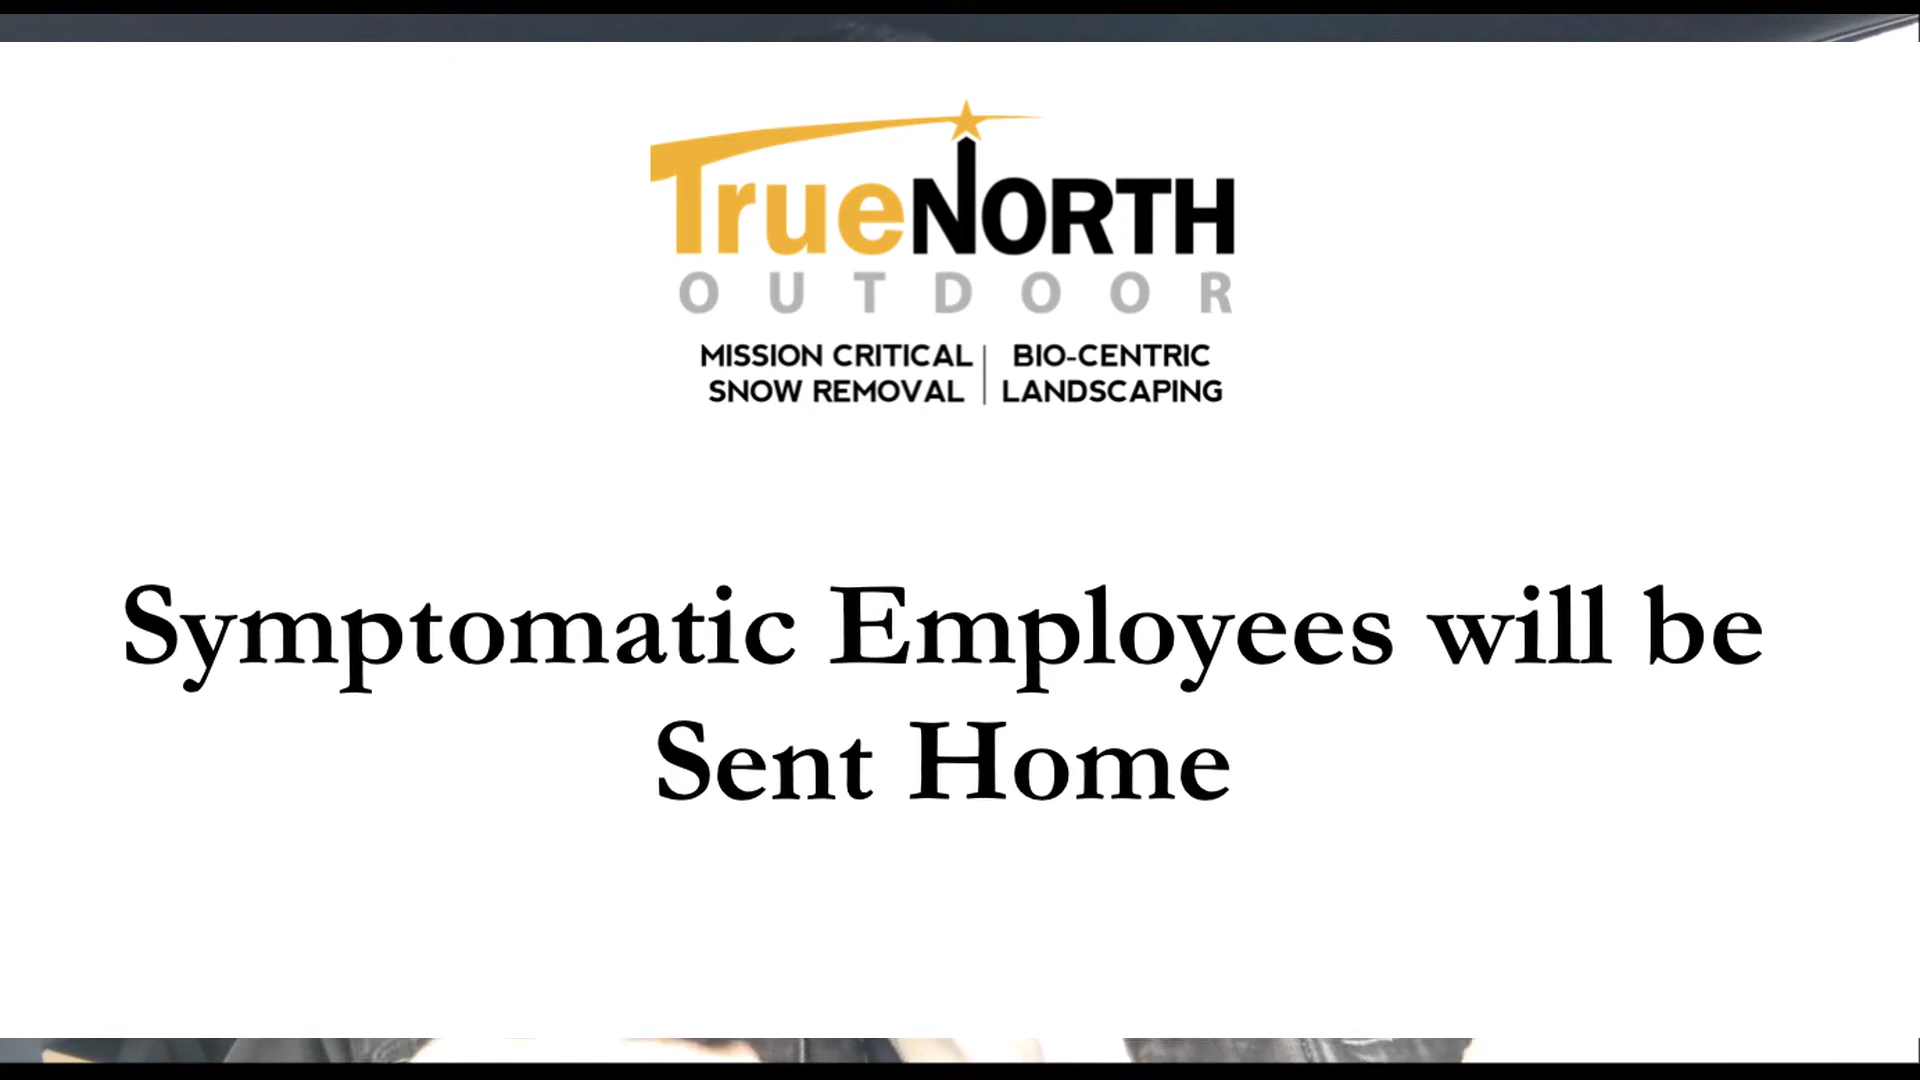 TrueNORTH
OUTDOOR
MISSION CRITICAL
SNOW REMOVAL
BIO-CENTRIC
LANDSCAPING
Symptomatic Employees will be
Sent Home